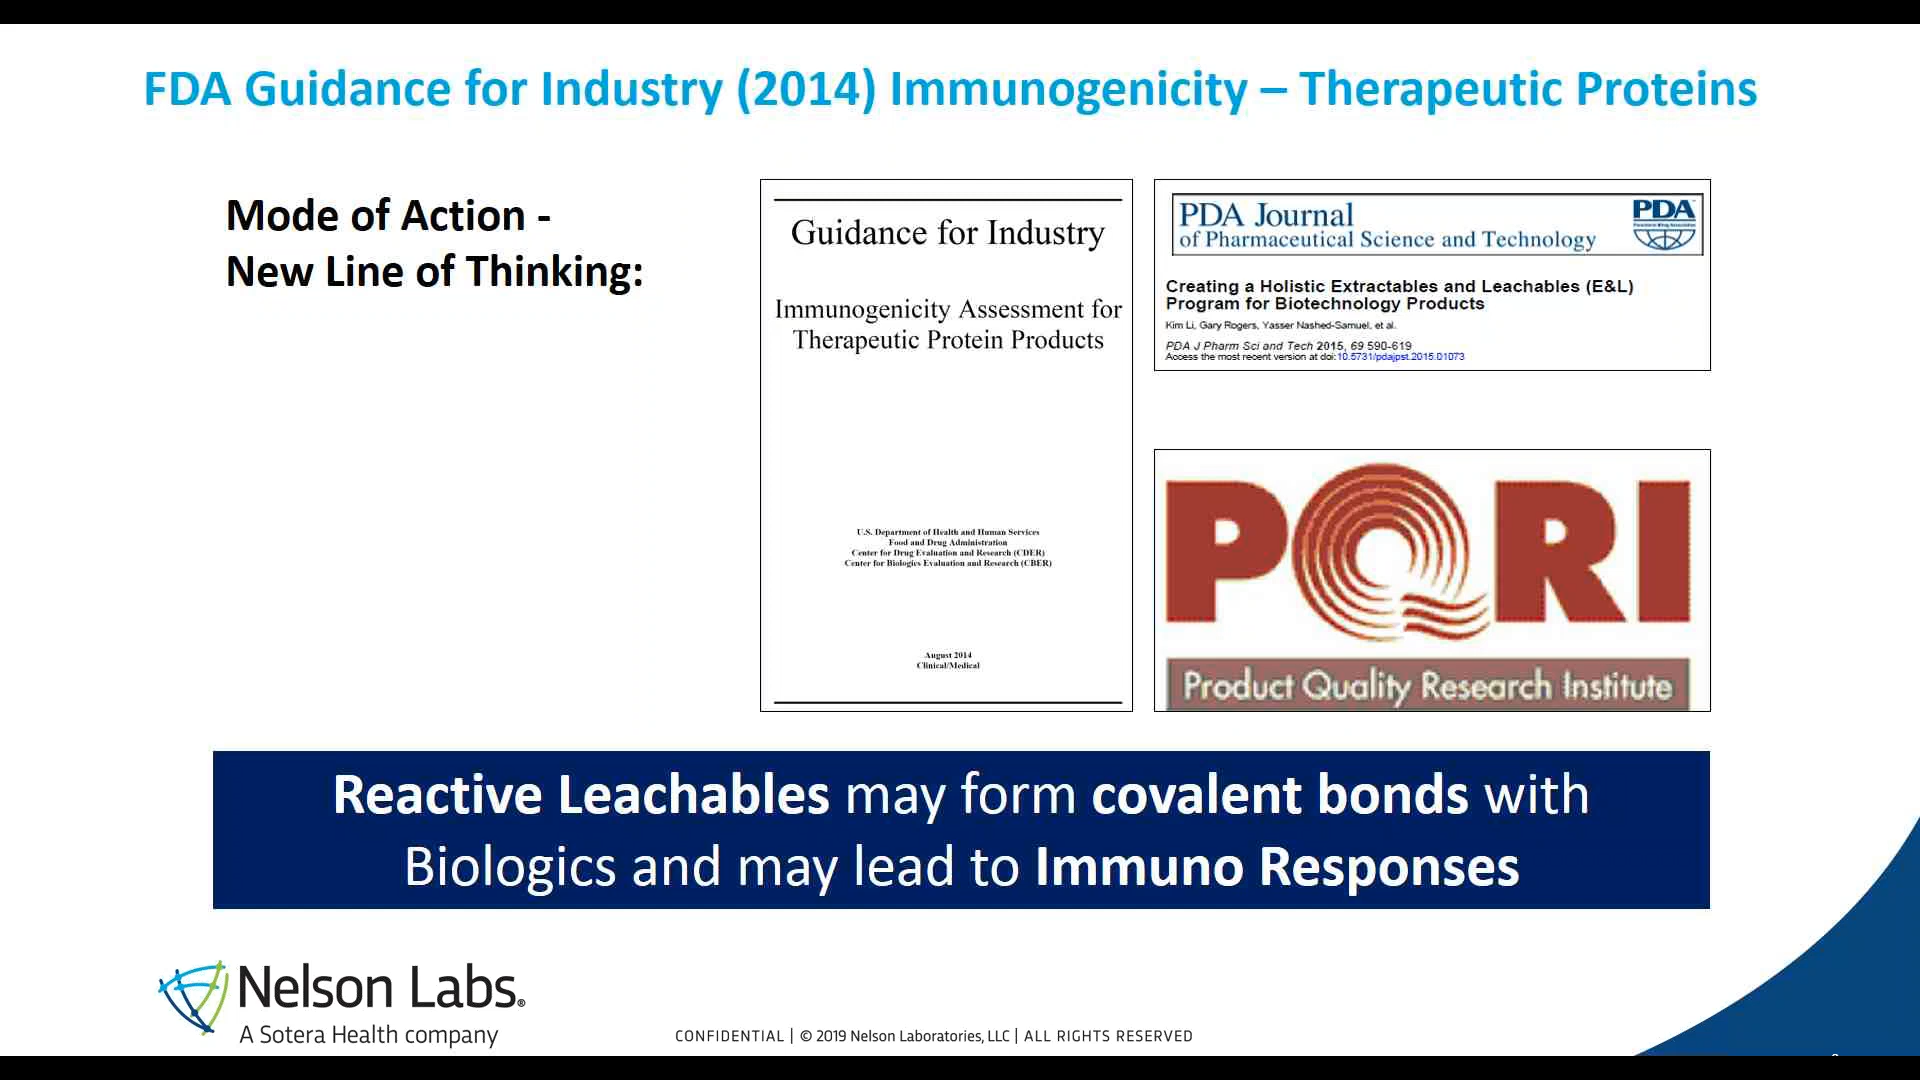 FDA Guidance for Industry (2014) Immunogenicity – Therapeutic Proteins
Mode of Action -
New Line of Thinking:
Guidance for Industry
Immunogenicity Assessment for
Therapeutic Protein Products
U.S. Department of Health and Human Services
Food and Drug Administration
Center for Drug Evaluation and Research (CDER)
Center for Biologics Evaluation and Research (CBER)
August 2014
Clinical/Medical
PDA Journal
of Pharmaceutical Science and Technology
PDA
Creating a Holistic Extractables and Leachables (E&L)
Program for Biotechnology Products
Kim Li, Gary Rogers, Yasser Nashed-Samuel, et al.
PDA J Pharm Sci and Tech 2015, 69 590-619
Access the most recent version at doi:10.5731/pdajpst.2015.01073
PQRI
Product Quality Research Institute
Reactive Leachables may form covalent bonds with
Biologics and may lead to Immuno Responses
Nelson Labs®
A Sotera Health company
CONFIDENTIAL | © 2019 Nelson Laboratories, LLC | ALL RIGHTS RESERVED